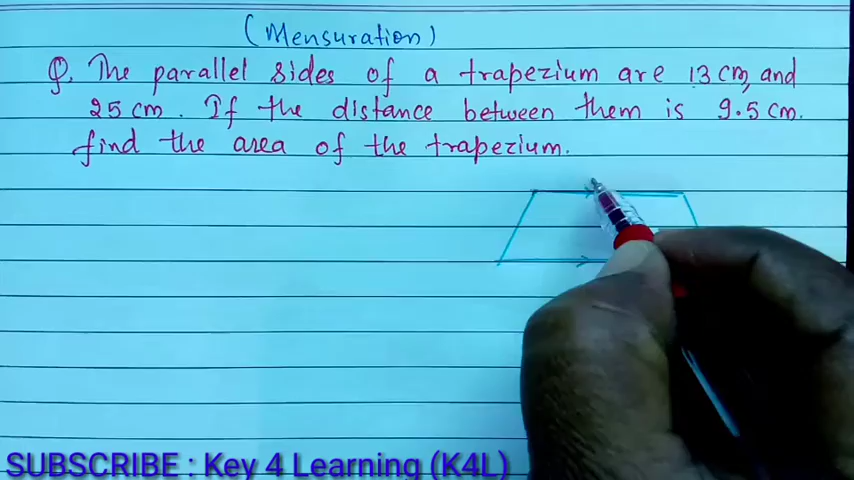 (Mensuration)
Q. The parallel sides of a trapezium are 13 cm, and
25 cm. If the distance between them is 9.5 cm.
find the area of the trapezium.
SUBSCRIBE : Key 4 Learning (K4L)